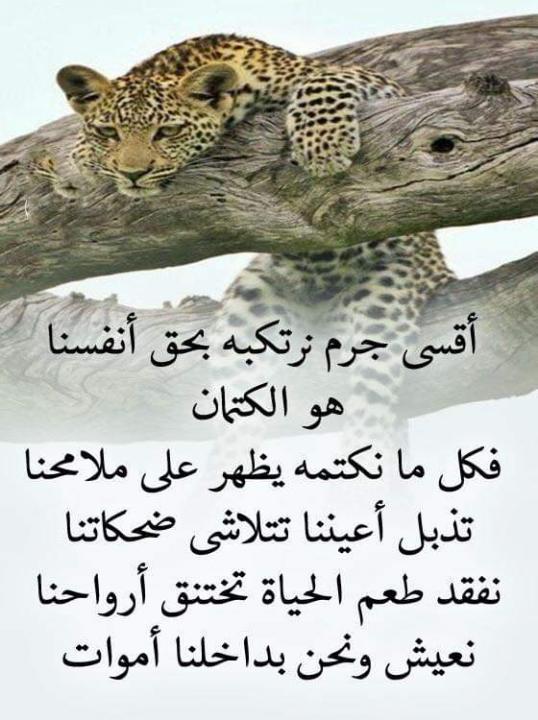 أقسى جرم نرتكبه بحق أنفسنا
هو الكتمان
فكل ما نكتمه يظهر على ملامحنا
تذبل أعيننا تتلاشى ضحكاتنا
نفقد طعم الحياة تختنق أرواحنا
نعيش ونحن بداخلنا أموات